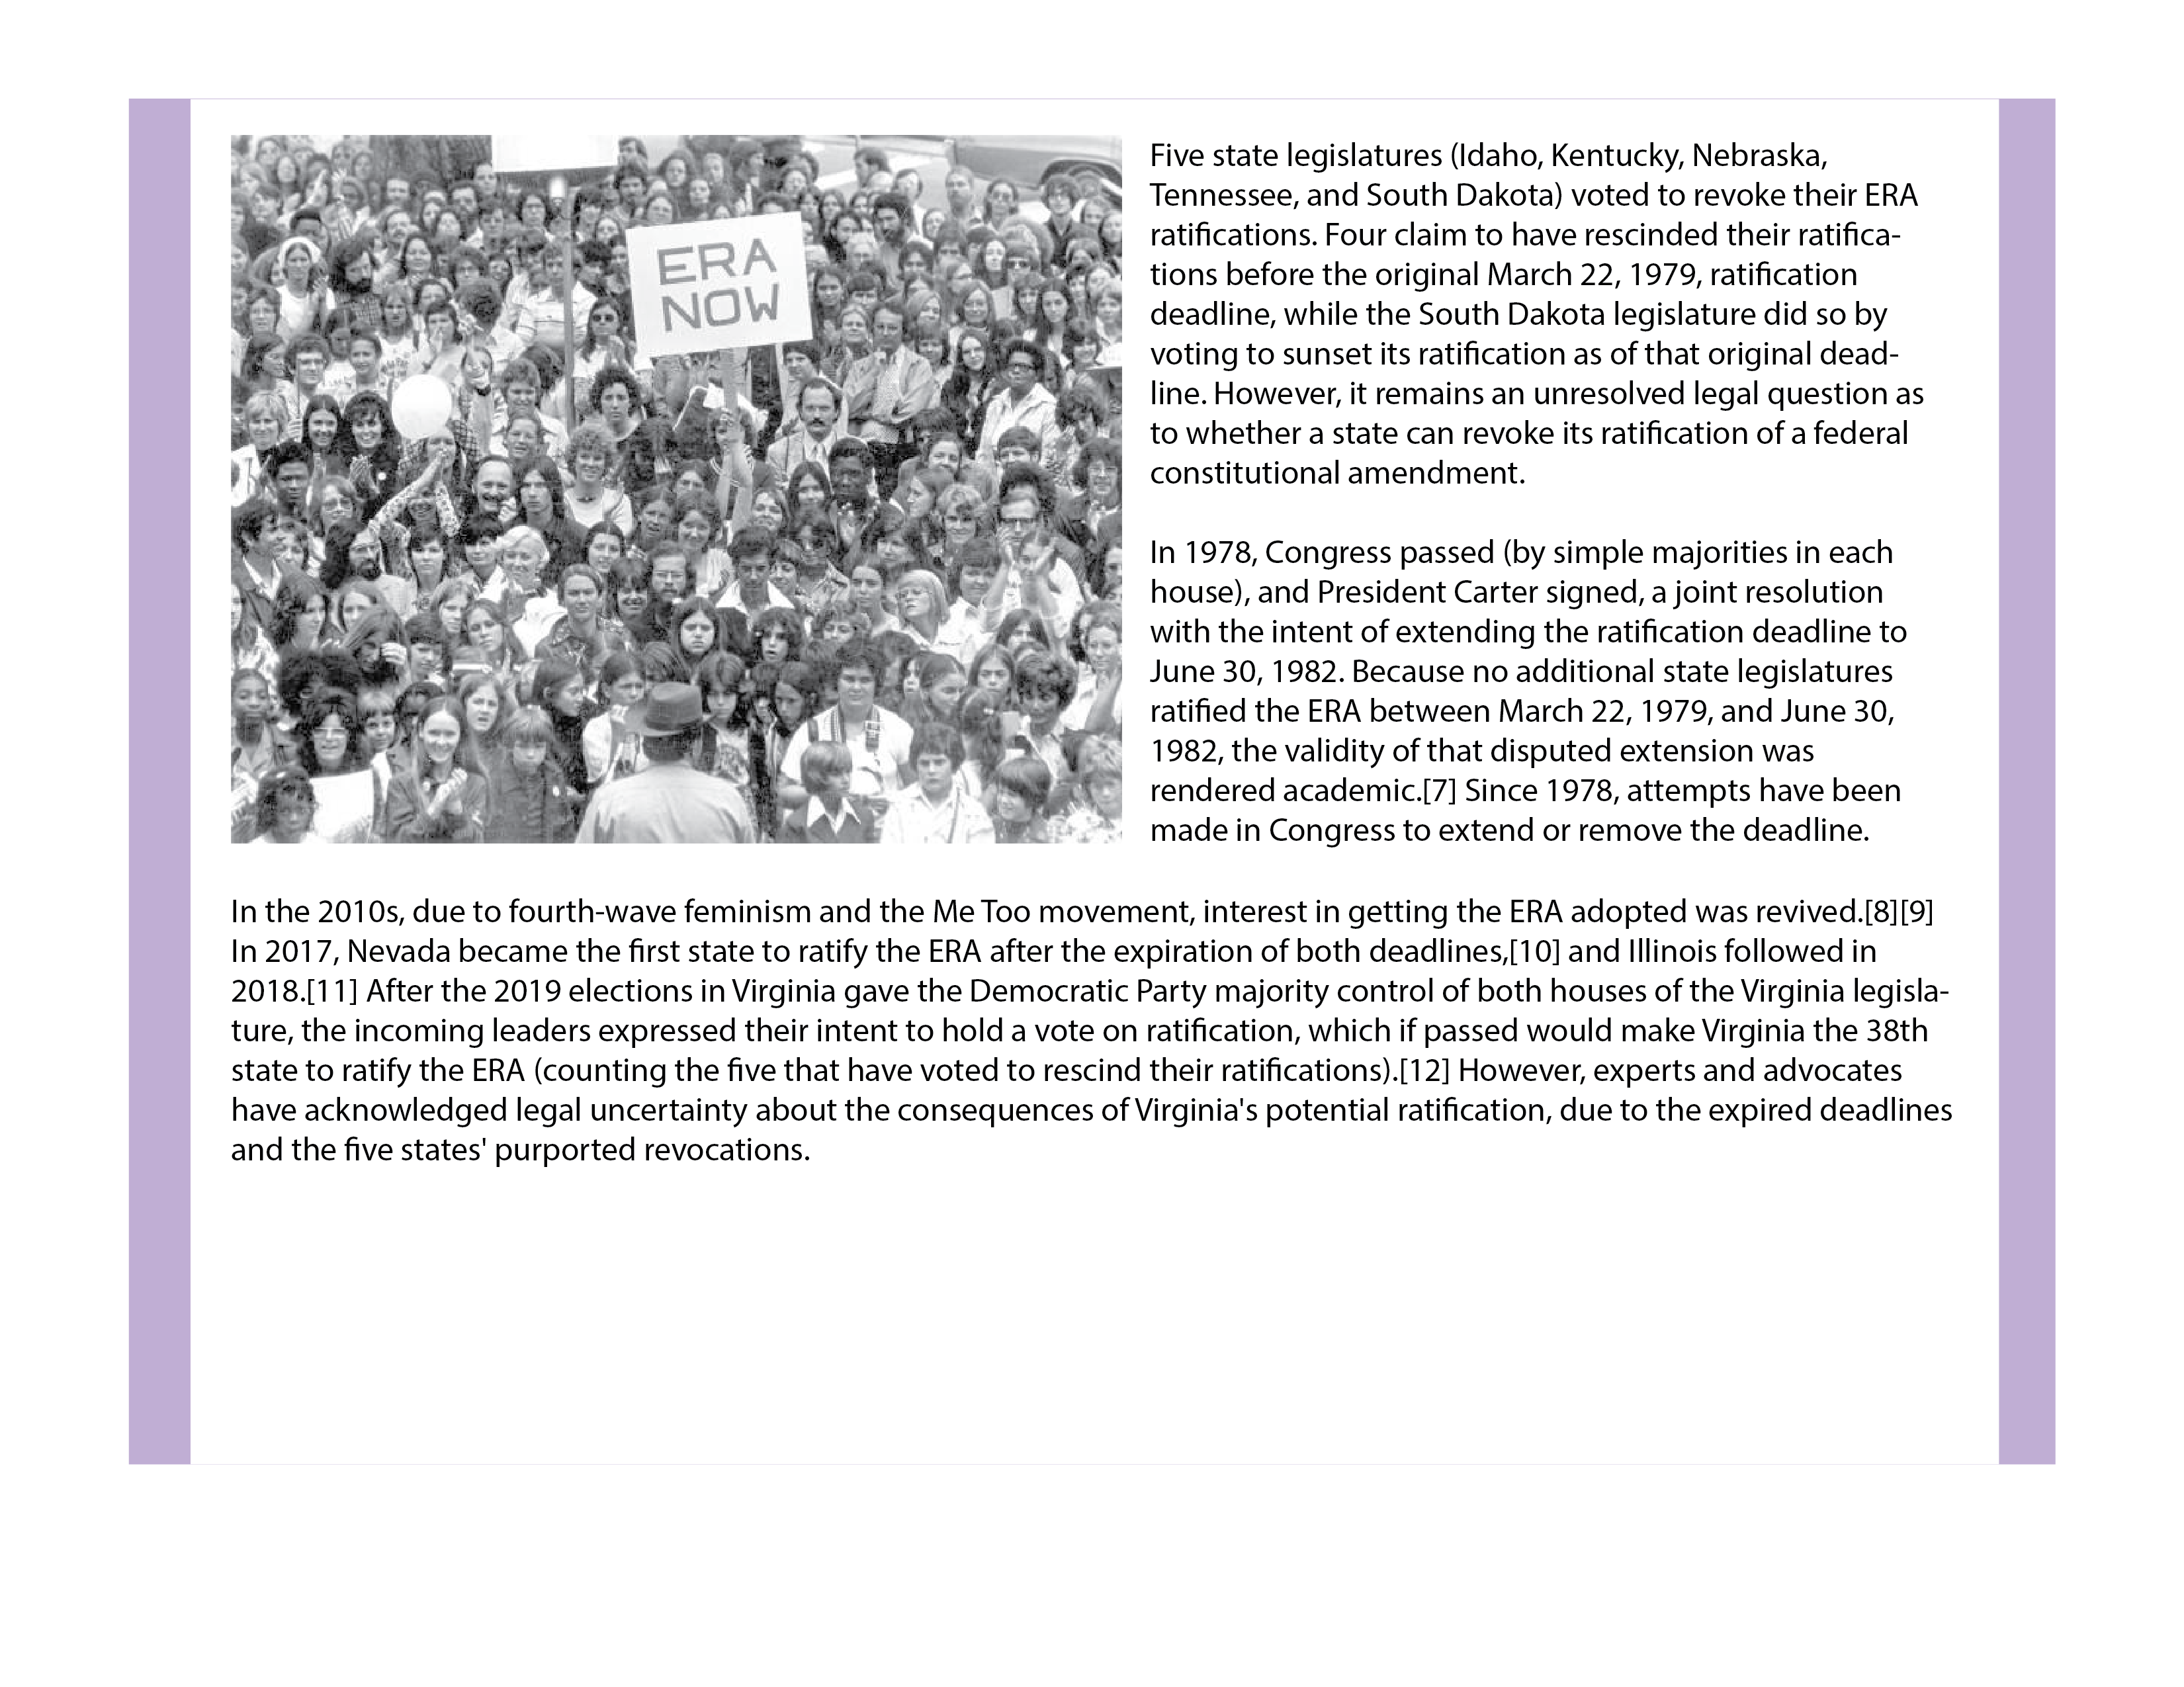 ERA
NOW
Five state legislatures (Idaho, Kentucky, Nebraska,
Tennessee, and South Dakota) voted to revoke their ERA
ratifications. Four claim to have rescinded their ratifica-
tions before the original March 22, 1979, ratification
deadline, while the South Dakota legislature did so by
voting to sunset its ratification as of that original dead-
line. However, it remains an unresolved legal question as
to whether a state can revoke its ratification of a federal
constitutional amendment.
In 1978, Congress passed (by simple majorities in each
house), and President Carter signed, a joint resolution
with the intent of extending the ratification deadline to
June 30, 1982. Because no additional state legislatures
ratified the ERA between March 22, 1979, and June 30,
1982, the validity of that disputed extension was
rendered academic.[7] Since 1978, attempts have been
made in Congress to extend or remove the deadline.
In the 2010s, due to fourth-wave feminism and the Me Too movement, interest in getting the ERA adopted was revived.[8][9]
In 2017, Nevada became the first state to ratify the ERA after the expiration of both deadlines,[10] and Illinois followed in
2018.[11] After the 2019 elections in Virginia gave the Democratic Party majority control of both houses of the Virginia legisla-
ture, the incoming leaders expressed their intent to hold a vote on ratification, which if passed would make Virginia the 38th
state to ratify the ERA (counting the five that have voted to rescind their ratifications).[12] However, experts and advocates
have acknowledged legal uncertainty about the consequences of Virginia's potential ratification, due to the expired deadlines
and the five states' purported revocations.